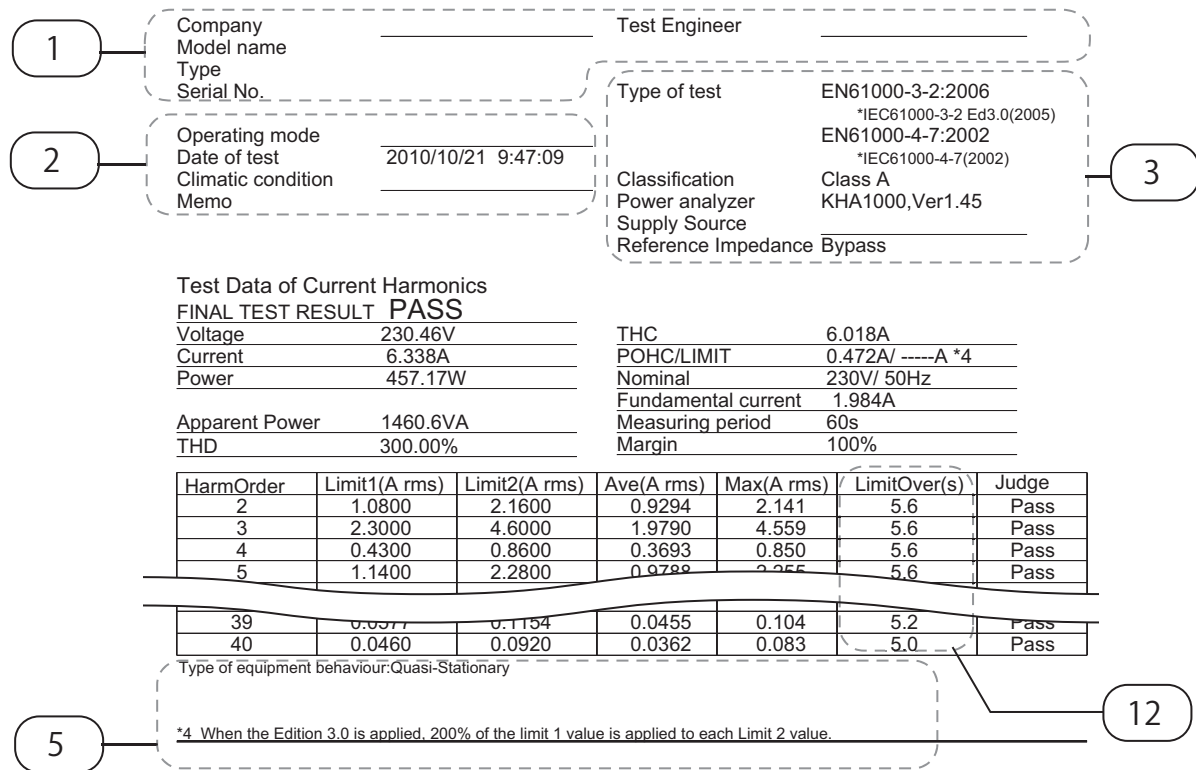 1
Company
Test Engineer
Model name
Type
Serial No.
Type of test EN61000-3-2:2006
*IEC61000-3-2 Ed3.0(2005)
EN61000-4-7:2002
*IEC61000-4-7(2002)
Classification Class A
Power analyzer KHA1000,Ver1.45
Supply Source
Reference Impedance Bypass
3
2
Operating mode
Date of test 2010/10/21 9:47:09
Climatic condition
Memo
Test Data of Current Harmonics
FINAL TEST RESULT PASS
Voltage 230.46V
Current 6.338A
Power 457.17W
Apparent Power 1460.6VA
THD 300.00%
THC 6.018A
POHC/LIMIT 0.472A/ -----A *4
Nominal 230V/ 50Hz
Fundamental current 1.984A
Measuring period 60s
Margin 100%
HarmOrder Limit1(A rms) Limit2(A rms) Ave(A rms) Max(A rms) LimitOver(s) Judge
2 1.0800 2.1600 0.9294 2.141 5.6 Pass
3 2.3000 4.6000 1.9790 4.559 5.6 Pass
4 0.4300 0.8600 0.3693 0.850 5.6 Pass
5 1.1400 2.2800 0.9788 2.255 5.6 Pass
39 0.0577 0.1154 0.0455 0.104 5.2 Pass
40 0.0460 0.0920 0.0362 0.083 5.0 Pass
Type of equipment behaviour:Quasi-Stationary
*4 When the Edition 3.0 is applied, 200% of the limit 1 value is applied to each Limit 2 value.
5
12